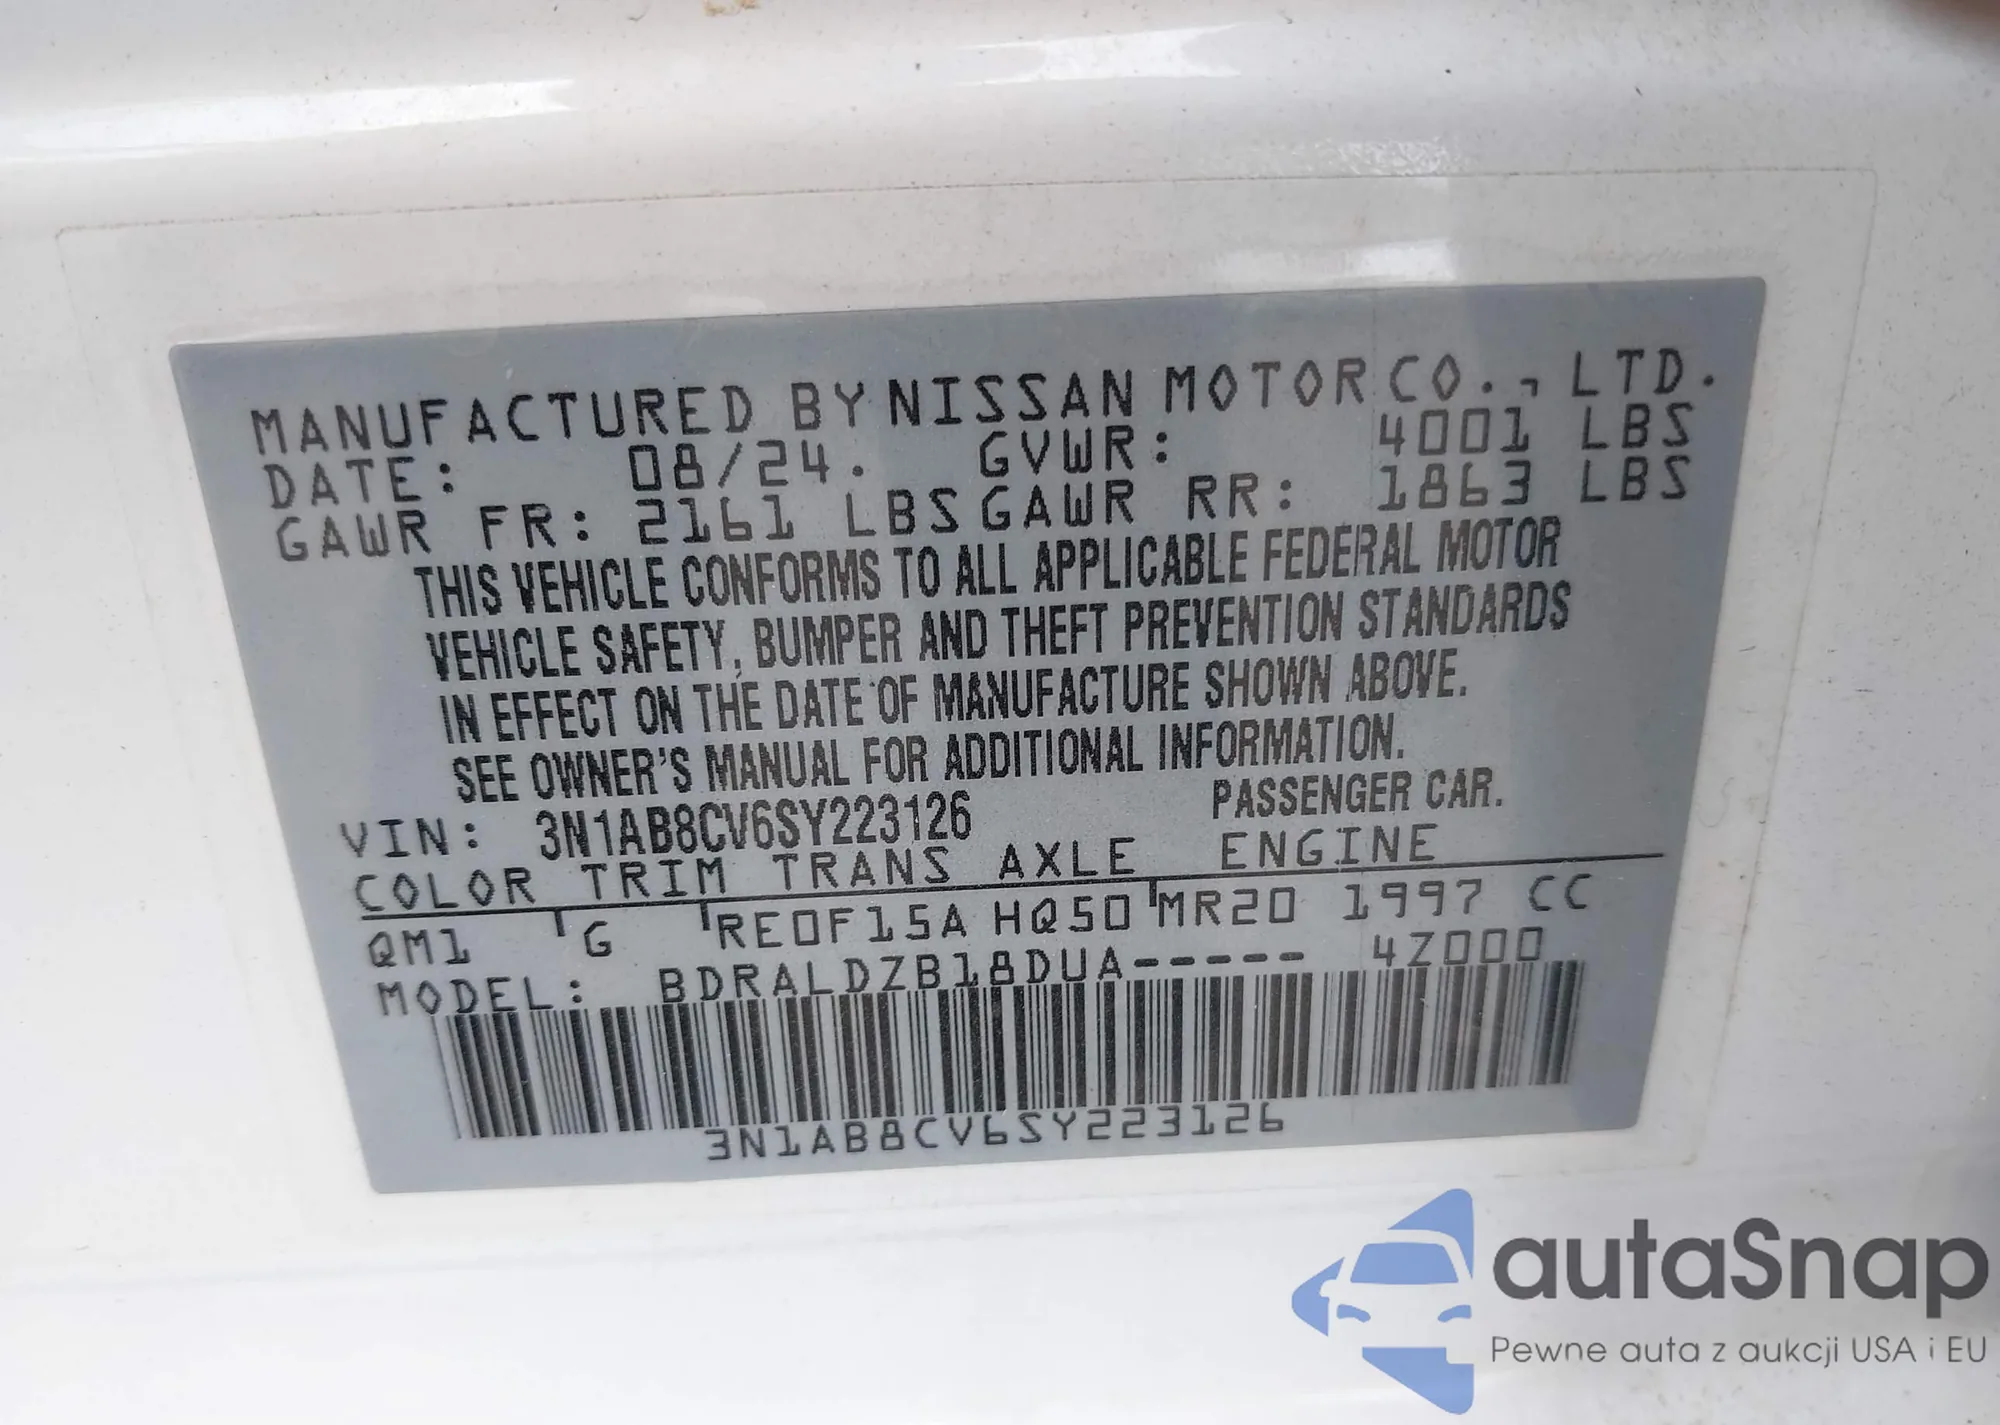 MANUFACTURED BY NISSAN MOTOR CO., LTD.
DATE: 08/24. GVWR: 4001 LBS
GAWR FR: 2161 LBS GAWR RR: 1863 LBS
THIS VEHICLE CONFORMS TO ALL APPLICABLE FEDERAL MOTOR
VEHICLE SAFETY, BUMPER AND THEFT PREVENTION STANDARDS
IN EFFECT ON THE DATE OF MANUFACTURE SHOWN ABOVE.
SEE OWNER'S MANUAL FOR ADDITIONAL INFORMATION.
VIN: 3N1AB8CV6SY223126 PASSENGER CAR.
COLOR TRIM TRANS AXLE ENGINE
QM1 G RE0F15A HQ50 MR20 1997 CC
MODEL: BDRALDZB18DUA----- 4Z000
3N1AB8CV6SY223126
autaSnap
Pewne auta z aukcji USA i EU